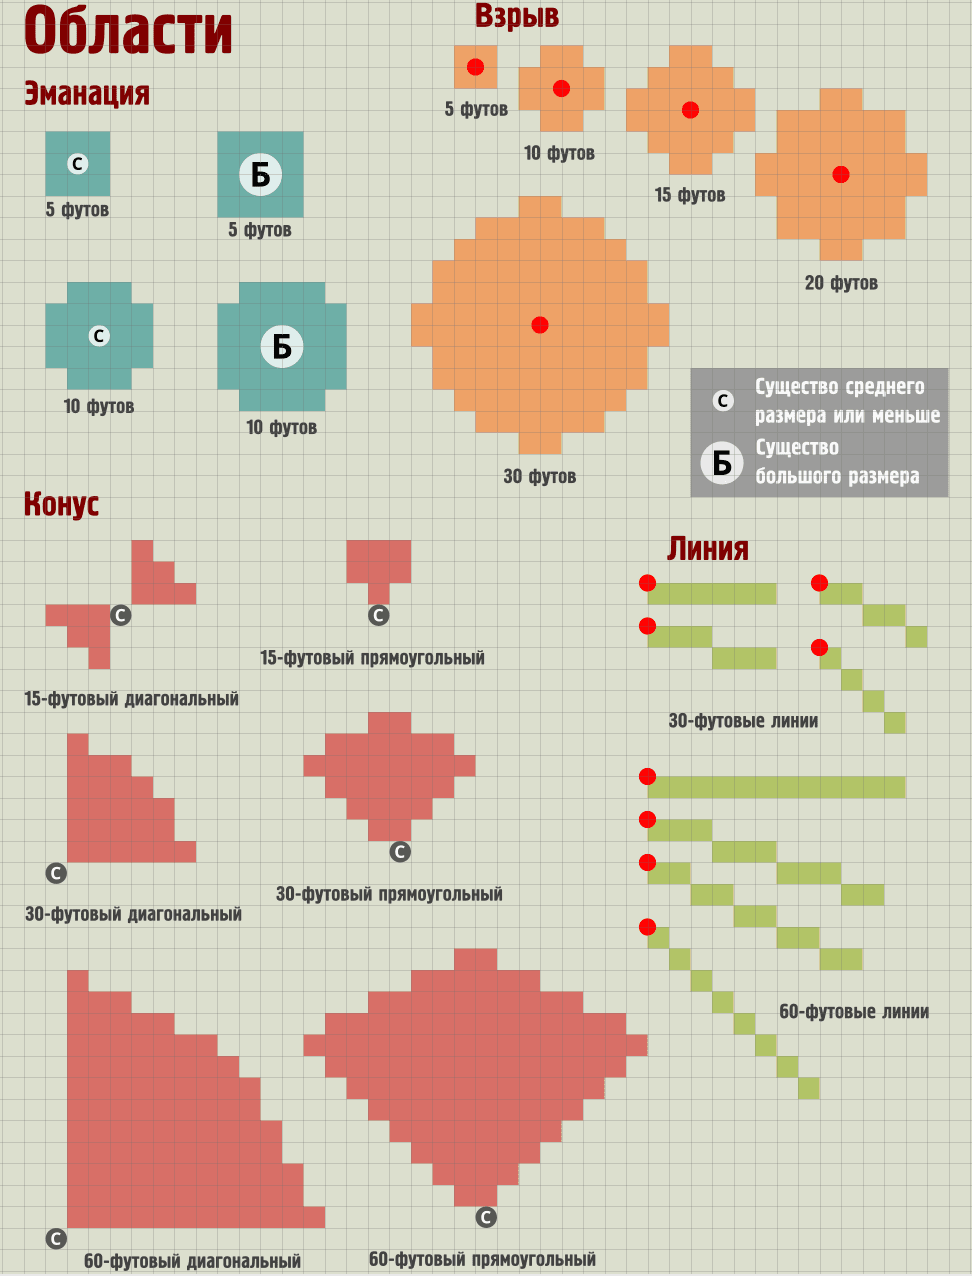 Области
Эманация
С
5 футов
Б
5 футов
С
10 футов
Б
10 футов
Взрыв
5 футов
10 футов
15 футов
20 футов
30 футов
С
Существо среднего
размера или меньше
Б
Существо
большого размера
Конус
С
15-футовый диагональный
С
15-футовый прямоугольный
С
30-футовый диагональный
С
30-футовый прямоугольный
С
60-футовый диагональный
С
60-футовый прямоугольный
Линия
30-футовые линии
60-футовые линии